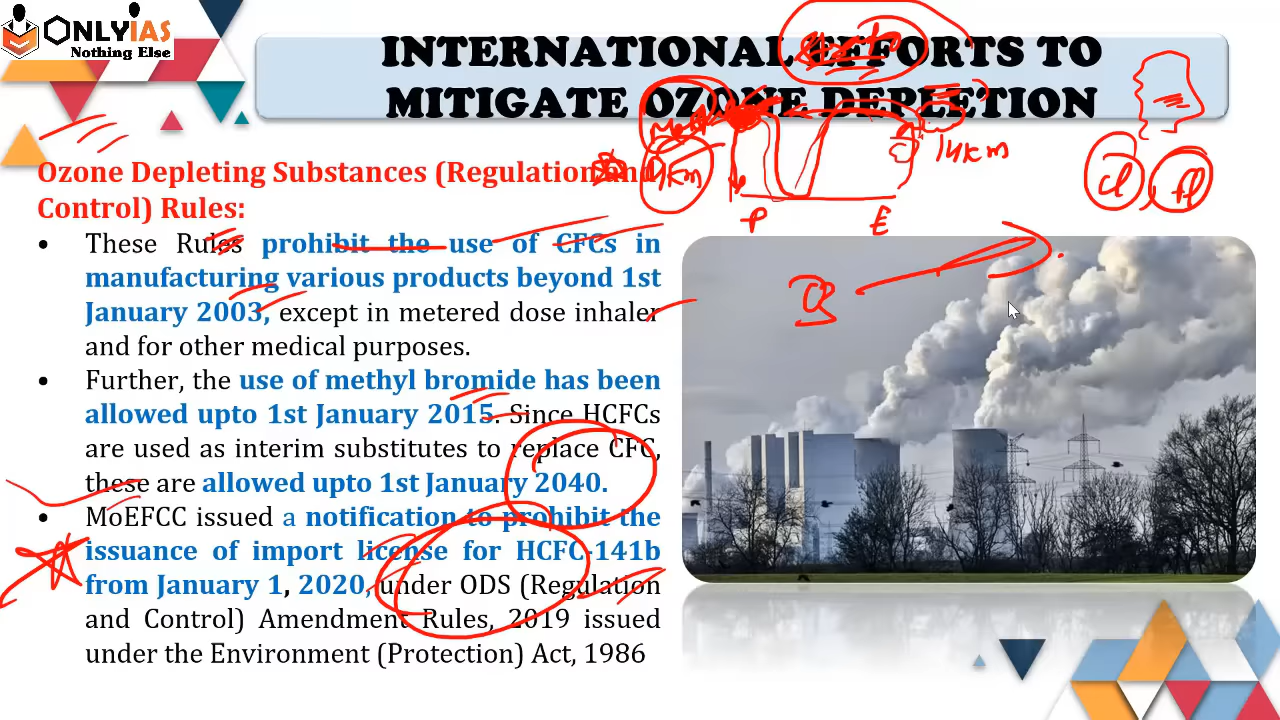 ONLYIAS
Nothing Else
INTERNATIONAL EFFORTS TO
MITIGATE OZONE DEPLETION
14km
P
E
Ozone Depleting Substances (Regulation and
Control) Rules:
• These Rules prohibit the use of CFCs in
manufacturing various products beyond 1st
January 2003, except in metered dose inhaler
and for other medical purposes.
• Further, the use of methyl bromide has been
allowed upto 1st January 2015. Since HCFCs
are used as interim substitutes to replace CFC,
these are allowed upto 1st January 2040.
• MoEFCC issued a notification to prohibit the
issuance of import license for HCFC-141b
from January 1, 2020, under ODS (Regulation
and Control) Amendment Rules, 2019 issued
under the Environment (Protection) Act, 1986